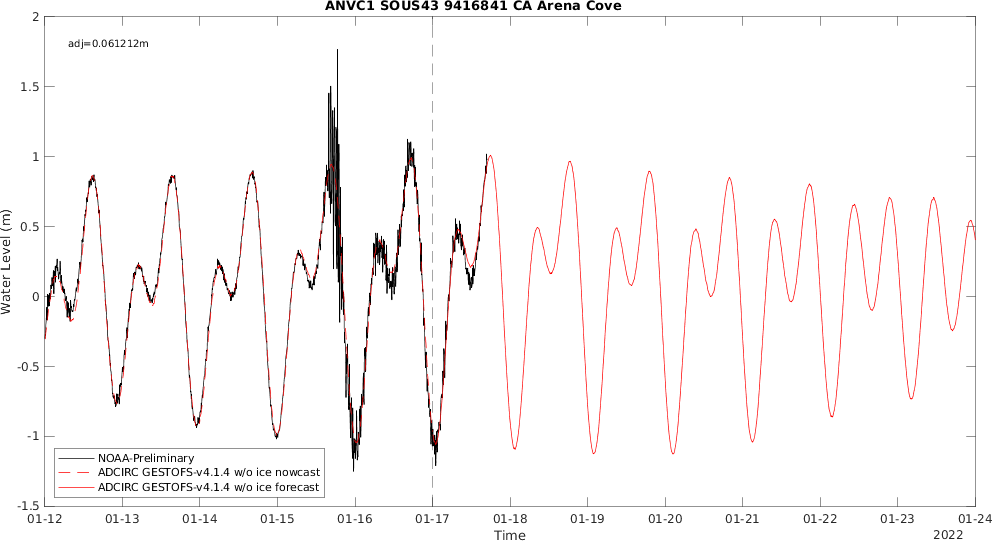 ANVC1 SOUS43 9416841 CA Arena Cove
adj=0.061212m
Water Level (m)
2
1.5
1
0.5
0
-0.5
-1
-1.5
NOAA-Preliminary
ADCIRC GESTOFS-v4.1.4 w/o ice nowcast
ADCIRC GESTOFS-v4.1.4 w/o ice forecast
01-12 01-13 01-14 01-15 01-16 01-17 01-18 01-19 01-20 01-21 01-22 01-23 01-24
Time
2022